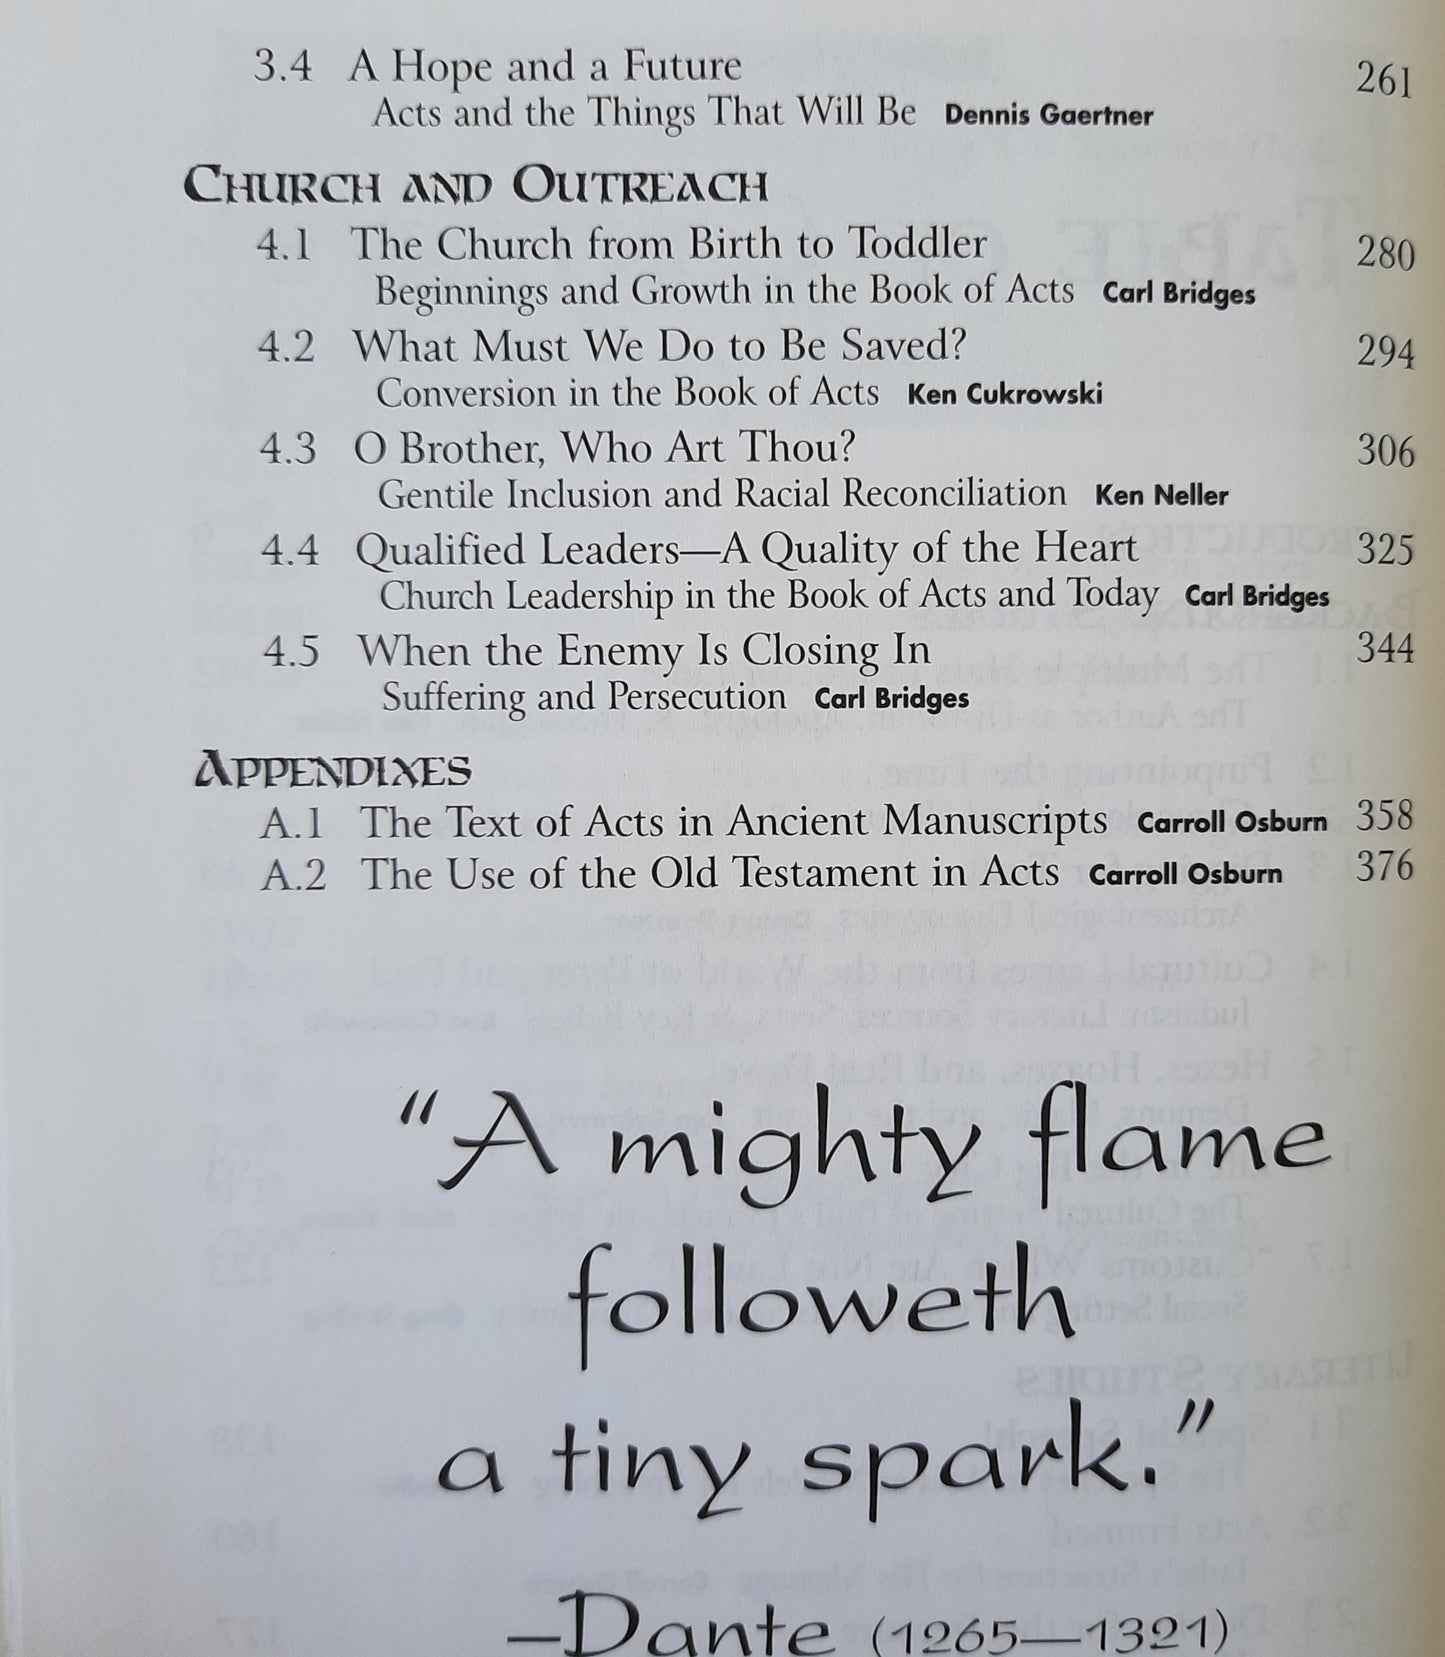 3.4 A Hope and a Future 261
Acts and the Things That Will Be Dennis Gaertner
CHURCH AND OUTREACH
4.1 The Church from Birth to Toddler 280
Beginnings and Growth in the Book of Acts Carl Bridges
4.2 What Must We Do to Be Saved? 294
Conversion in the Book of Acts Ken Cukrowski
4.3 O Brother, Who Art Thou? 306
Gentile Inclusion and Racial Reconciliation Ken Neller
4.4 Qualified Leaders—A Quality of the Heart 325
Church Leadership in the Book of Acts and Today Carl Bridges
4.5 When the Enemy Is Closing In 344
Suffering and Persecution Carl Bridges
APPENDIXES
A.1 The Text of Acts in Ancient Manuscripts Carroll Osburn 358
A.2 The Use of the Old Testament in Acts Carroll Osburn 376
"A mighty flame
followeth
a tiny spark."
—Dante (1265—1321)